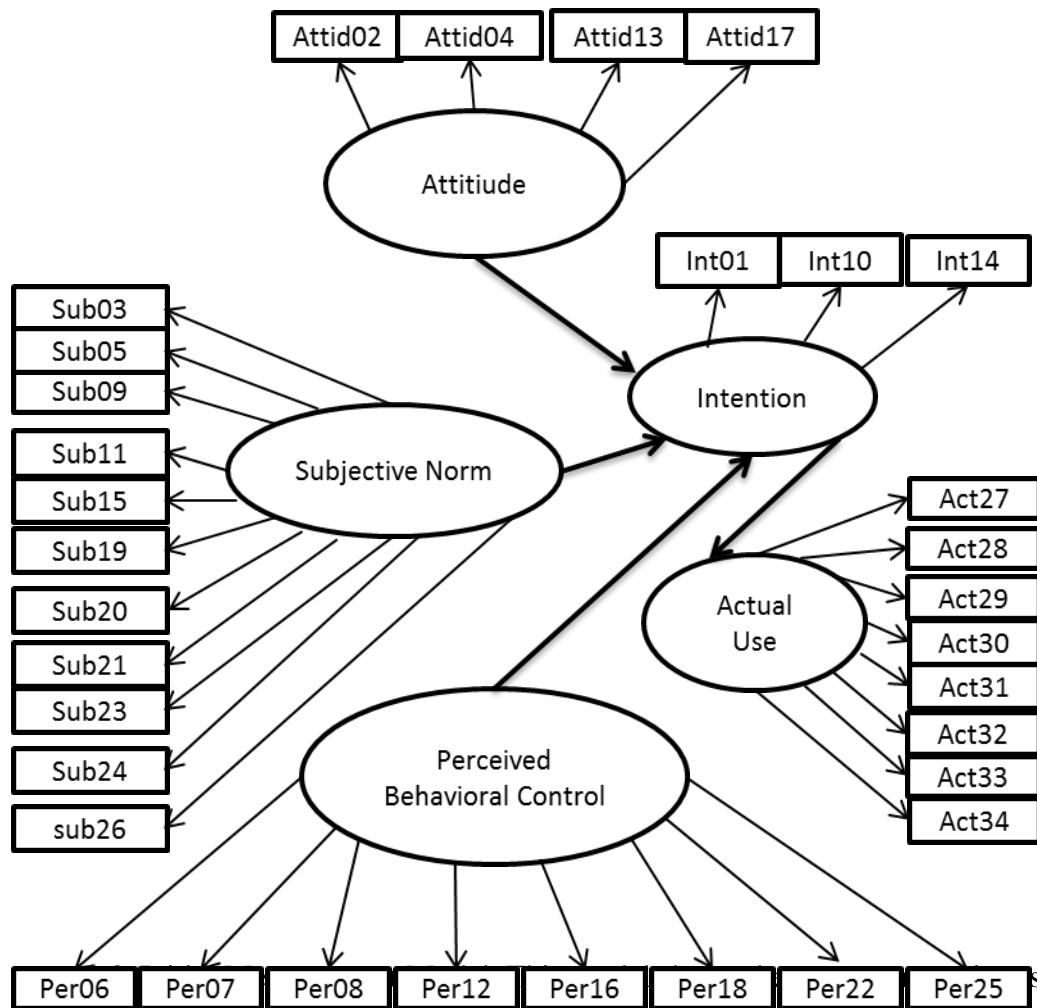 Attid02
Attid04
Attid13
Attid17
Attitiude
Int01
Int10
Int14
Intention
Sub03
Sub05
Sub09
Sub11
Sub15
Sub19
Sub20
Sub21
Sub23
Sub24
sub26
Subjective Norm
Act27
Act28
Act29
Act30
Act31
Act32
Act33
Act34
Actual
Use
Perceived
Behavioral Control
Per06
Per07
Per08
Per12
Per16
Per18
Per22
Per25